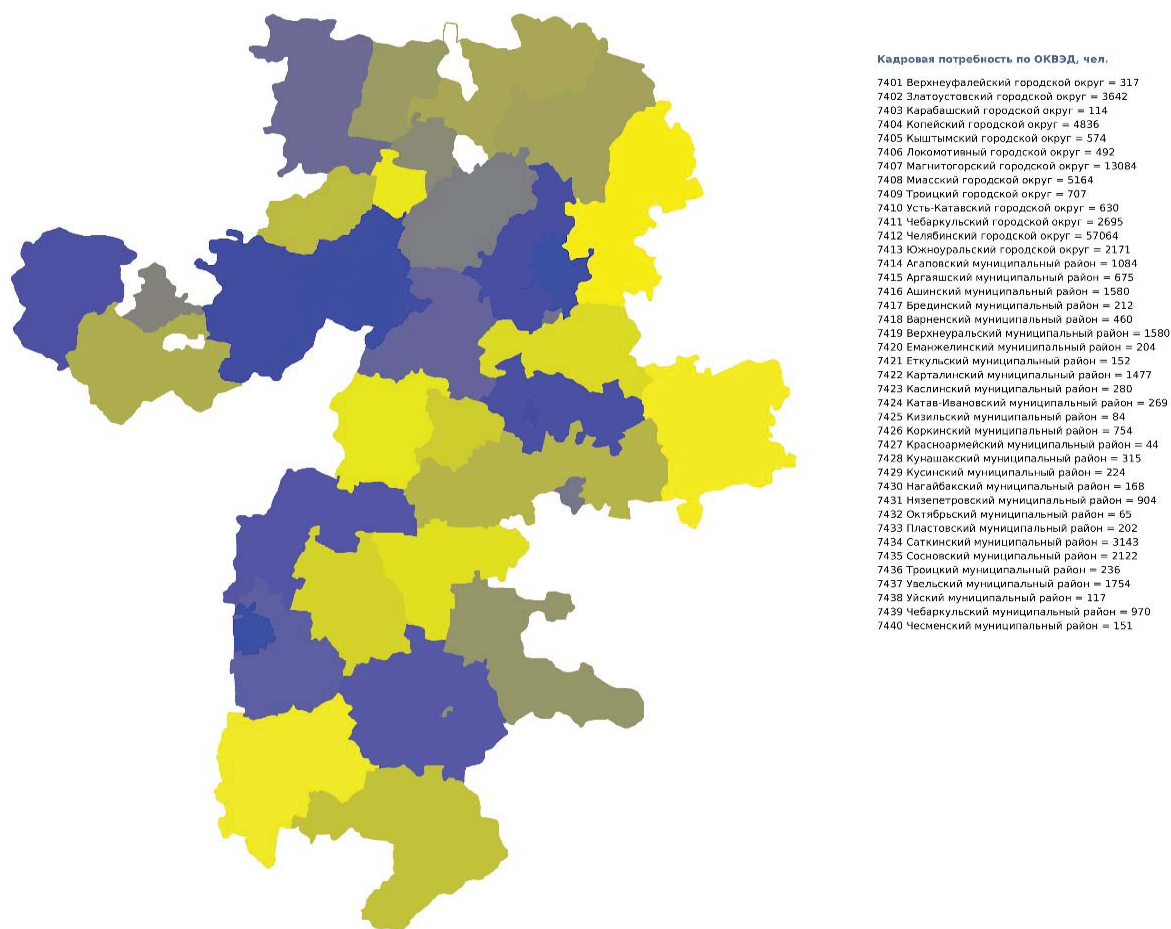 Кадровая потребность по ОКВЭД, чел.
7401 Верхнеуфалейский городской округ = 317
7402 Златоустовский городской округ = 3642
7403 Карабашский городской округ = 114
7404 Копейский городской округ = 4836
7405 Кыштымский городской округ = 574
7406 Локомотивный городской округ = 492
7407 Магнитогорский городской округ = 13084
7408 Миасский городской округ = 5164
7409 Троицкий городской округ = 707
7410 Усть-Катавский городской округ = 630
7411 Чебаркульский городской округ = 2695
7412 Челябинский городской округ = 57064
7413 Южноуральский городской округ = 2171
7414 Агаповский муниципальный район = 1084
7415 Аргаяшский муниципальный район = 675
7416 Ашинский муниципальный район = 1580
7417 Брединский муниципальный район = 212
7418 Варненский муниципальный район = 460
7419 Верхнеуральский муниципальный район = 1580
7420 Еманжелинский муниципальный район = 204
7421 Еткульский муниципальный район = 152
7422 Карталинский муниципальный район = 1477
7423 Каслинский муниципальный район = 280
7424 Катав-Ивановский муниципальный район = 269
7425 Кизильский муниципальный район = 84
7426 Коркинский муниципальный район = 754
7427 Красноармейский муниципальный район = 44
7428 Кунашакский муниципальный район = 315
7429 Кусинский муниципальный район = 224
7430 Нагайбакский муниципальный район = 168
7431 Нязепетровский муниципальный район = 904
7432 Октябрьский муниципальный район = 65
7433 Пластовский муниципальный район = 202
7434 Саткинский муниципальный район = 3143
7435 Сосновский муниципальный район = 2122
7436 Троицкий муниципальный район = 236
7437 Увельский муниципальный район = 1754
7438 Уйский муниципальный район = 117
7439 Чебаркульский муниципальный район = 970
7440 Чесменский муниципальный район = 151